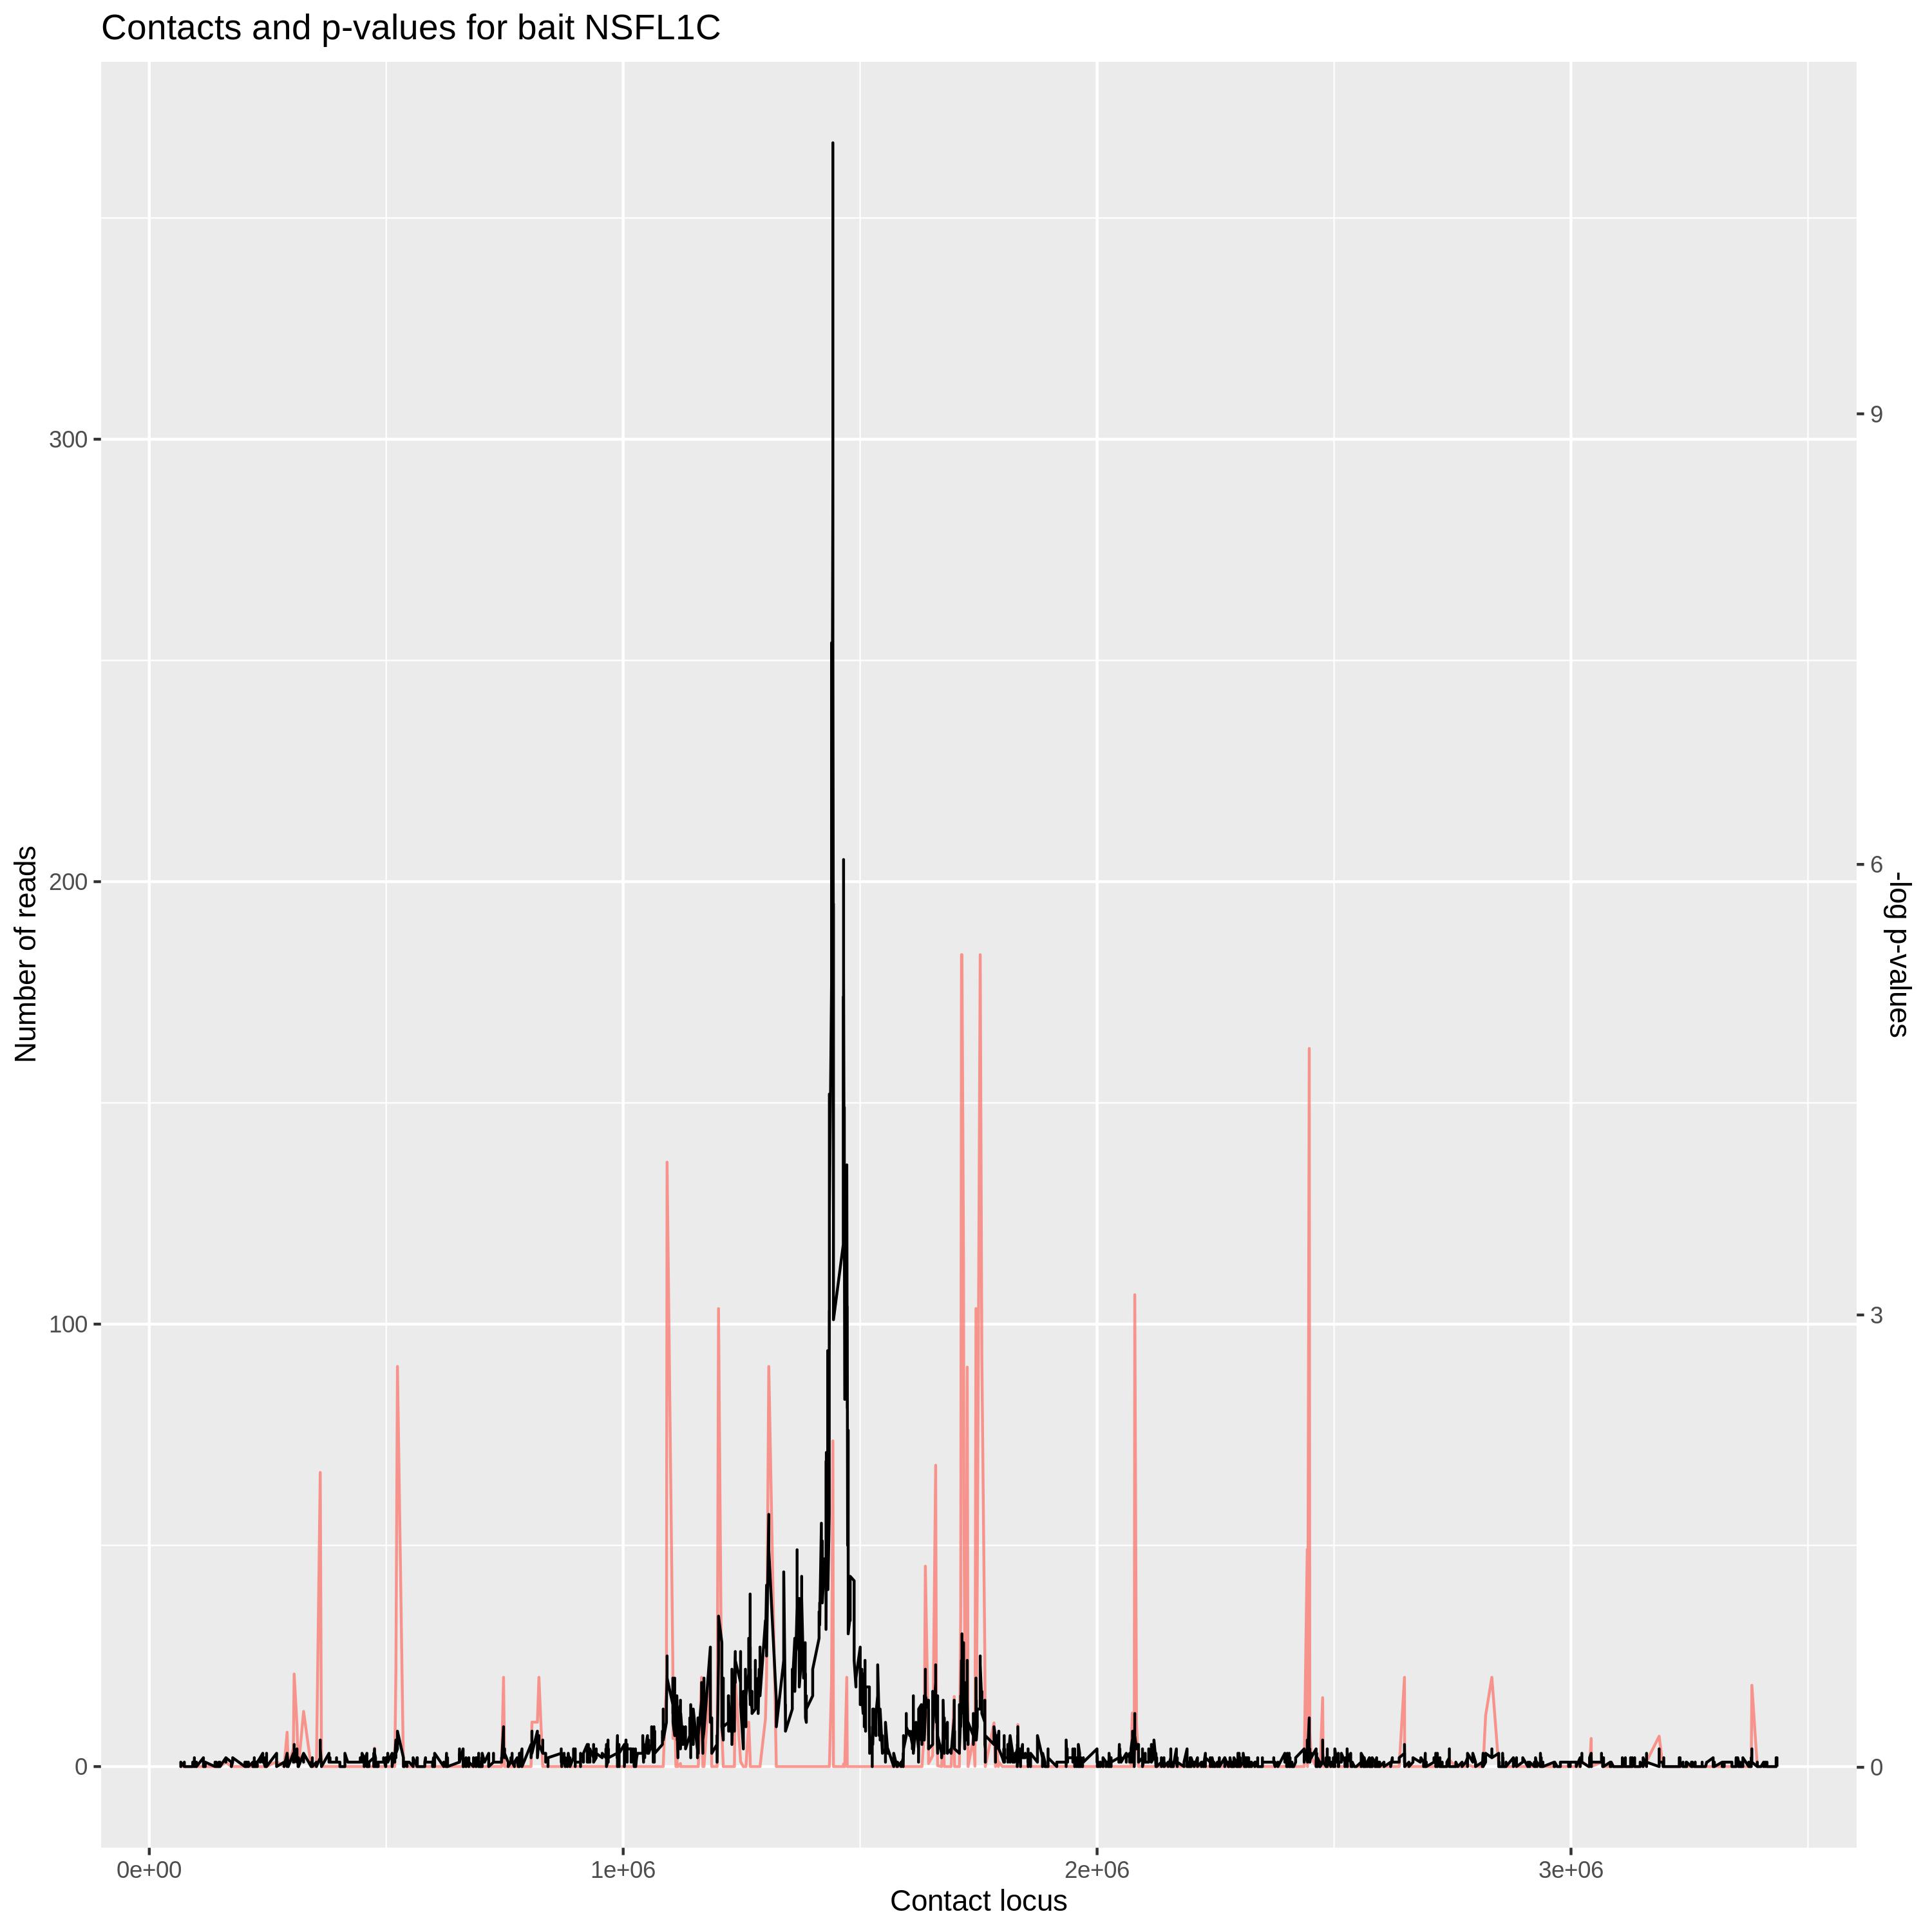 Contacts and p-values for bait NSFL1C
Number of reads
300
200
100
0
9
6
3
0
-log p-values
0e+00 1e+06 2e+06 3e+06
Contact locus